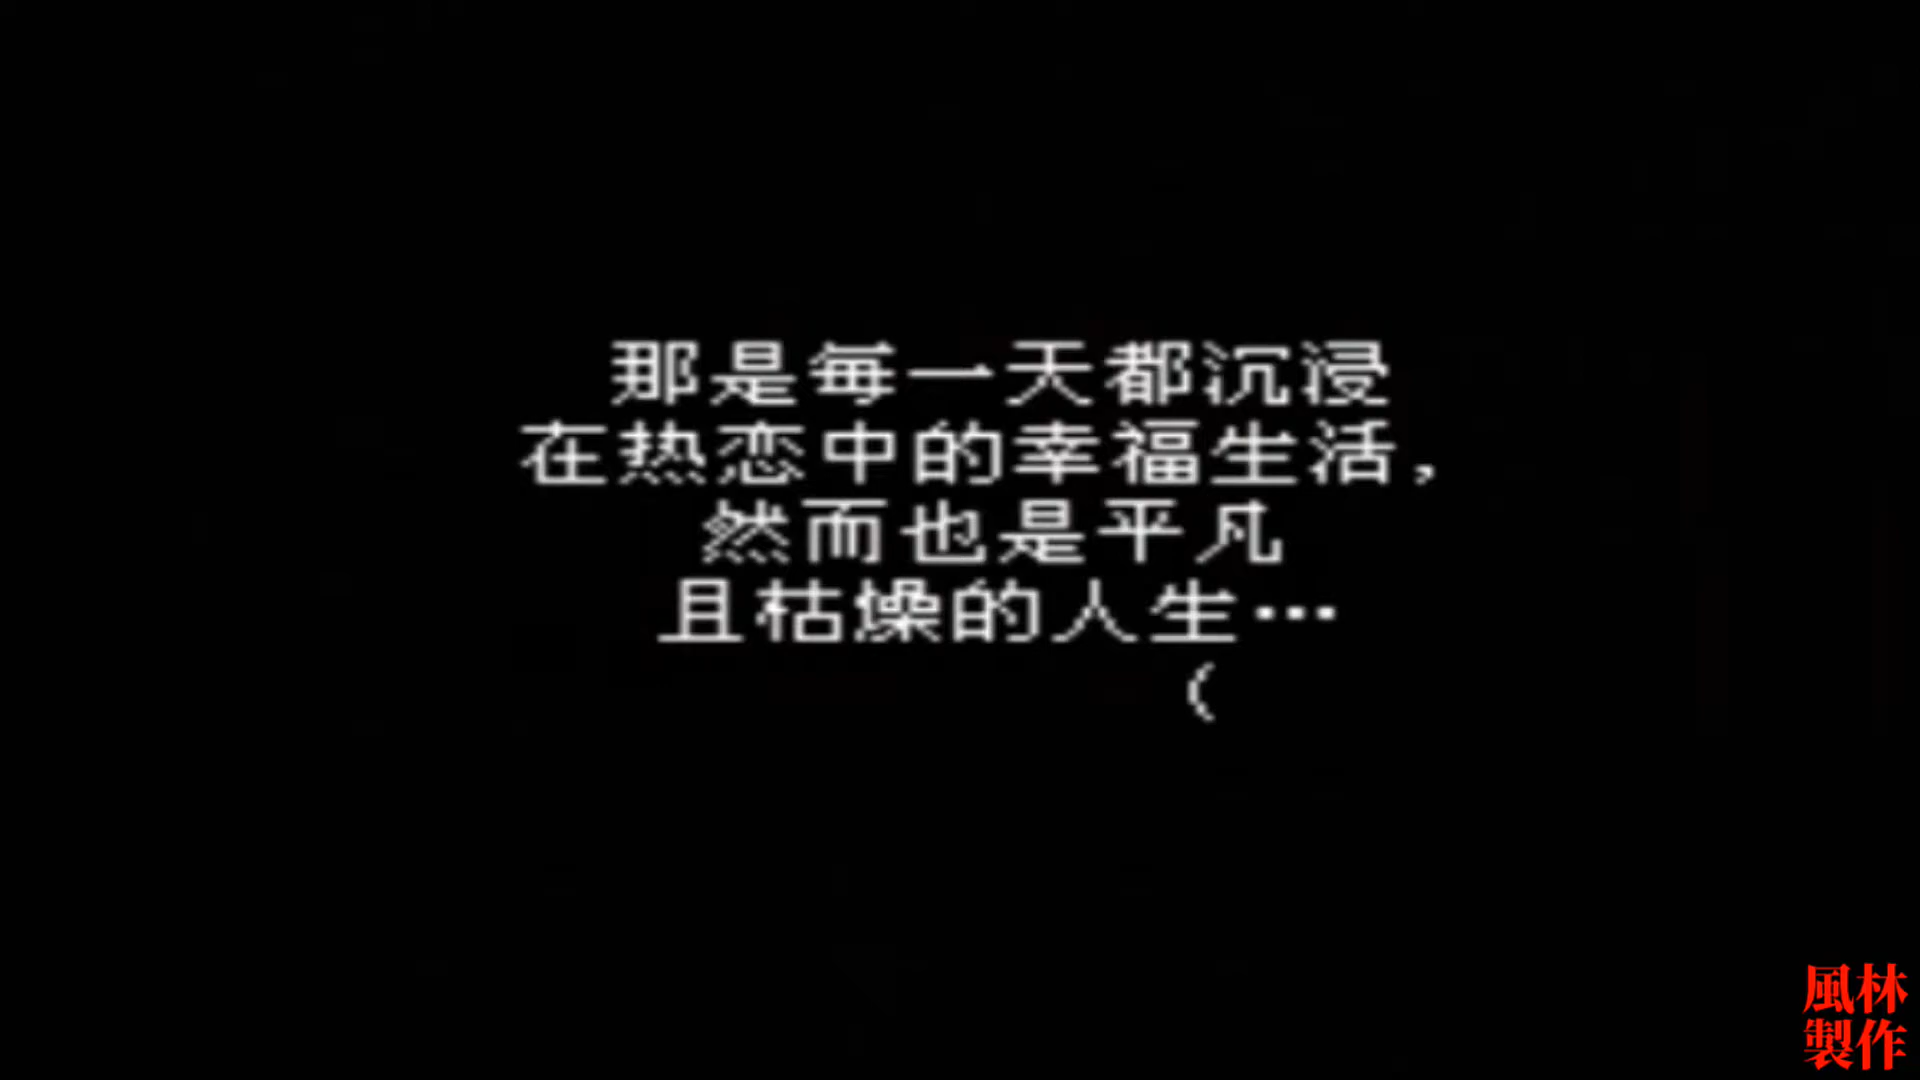 那是每一天都沉浸
在热恋中的幸福生活，
然而也是平凡
且枯燥的人生…
（
風林
製作